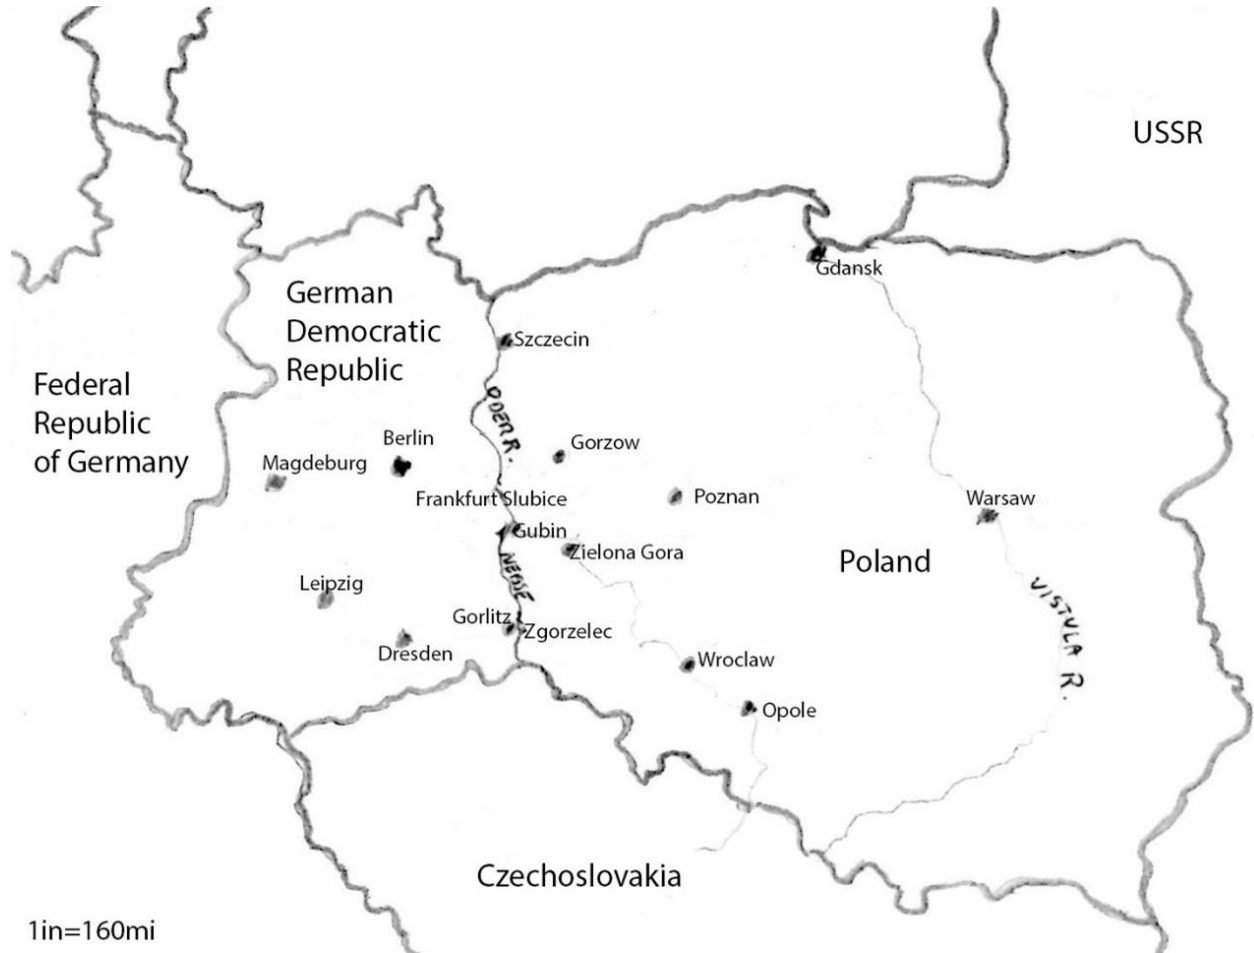 USSR
Gdansk
German
Democratic
Republic
Szczecin
Federal
Republic
of Germany
ODER R.
Berlin
Gorzow
Magdeburg
Frankfurt Slubice
Poznan
Warsaw
Gubin
Zielona Gora
Poland
NEISSE
Leipzig
VISTULA R.
Gorlitz
Zgorzelec
Dresden
Wroclaw
Opole
Czechoslovakia
1in=160mi